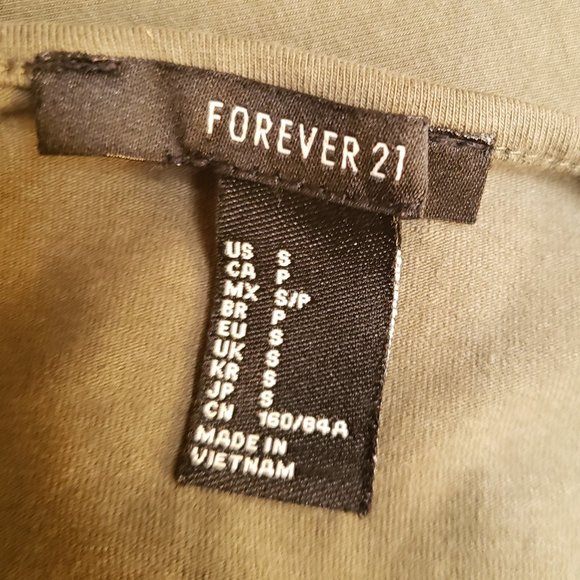 FOREVER 21
US S
CA P
MX S/P
BR P
EU S
UK S
KR S
JP S
CN 160/84A
MADE IN
VIETNAM